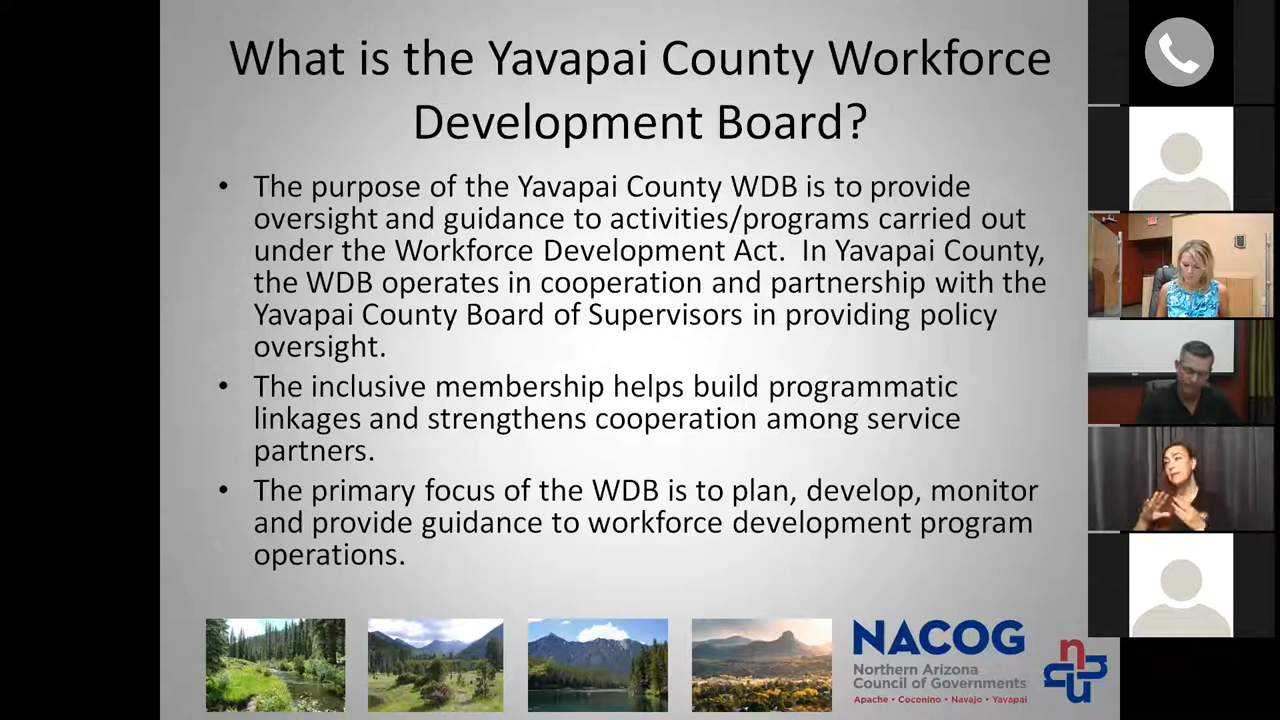 What is the Yavapai County Workforce
Development Board?
• The purpose of the Yavapai County WDB is to provide
oversight and guidance to activities/programs carried out
under the Workforce Development Act.  In Yavapai County,
the WDB operates in cooperation and partnership with the
Yavapai County Board of Supervisors in providing policy
oversight.
• The inclusive membership helps build programmatic
linkages and strengthens cooperation among service
partners.
• The primary focus of the WDB is to plan, develop, monitor
and provide guidance to workforce development program
operations.
NACOG
Northern Arizona
Council of Governments
Apache • Coconino • Navajo • Yavapai